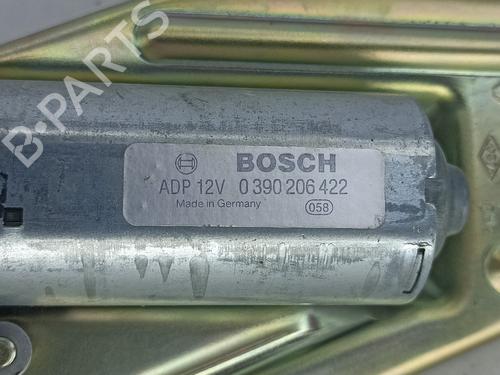 B-PARTS
BOSCH
ADP 12V 0 390 206 422
Made in Germany 058